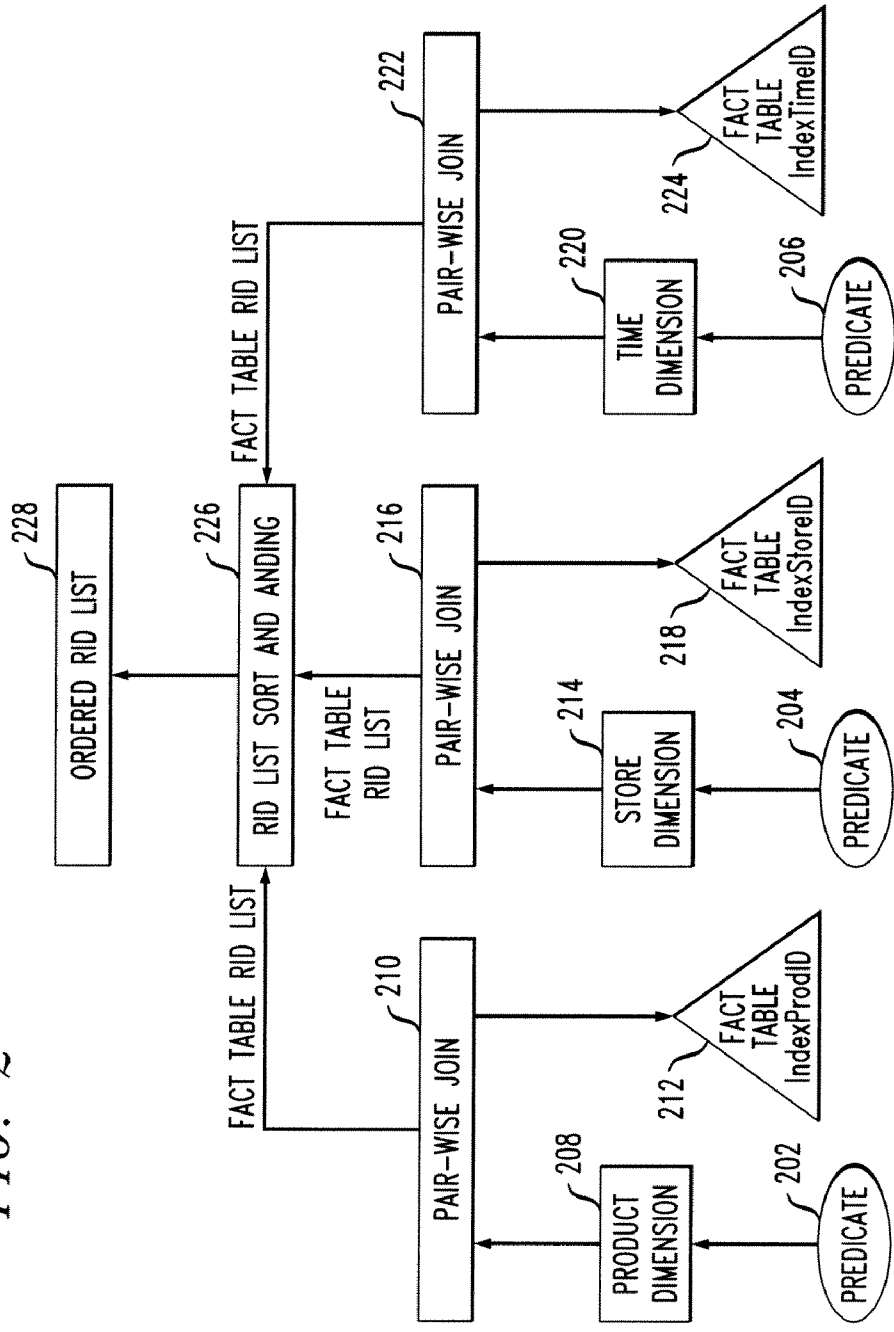 FIG. 2
ORDERED RID LIST
228
RID LIST SORT AND ANDING
226
FACT TABLE RID LIST
FACT TABLE
RID LIST
FACT TABLE RID LIST
PAIR-WISE JOIN
210
PAIR-WISE JOIN
216
PAIR-WISE JOIN
222
PRODUCT
DIMENSION
208
FACT
TABLE
IndexProdID
212
STORE
DIMENSION
214
FACT
TABLE
IndexStoreID
218
TIME
DIMENSION
220
FACT
TABLE
IndexTimeID
224
PREDICATE
202
PREDICATE
204
PREDICATE
206